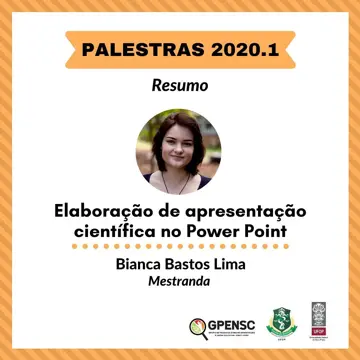 PALESTRAS 2020.1
Resumo
Elaboração de apresentação
científica no Power Point
Bianca Bastos Lima
Mestranda
GPENSC